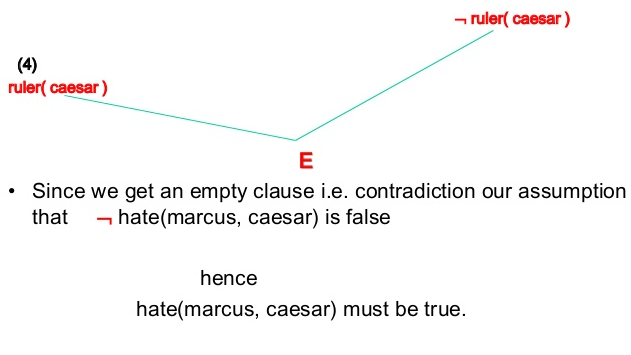 ¬ ruler( caesar )
(4)
ruler( caesar )
E
• Since we get an empty clause i.e. contradiction our assumption
that ¬ hate(marcus, caesar) is false
hence
hate(marcus, caesar) must be true.